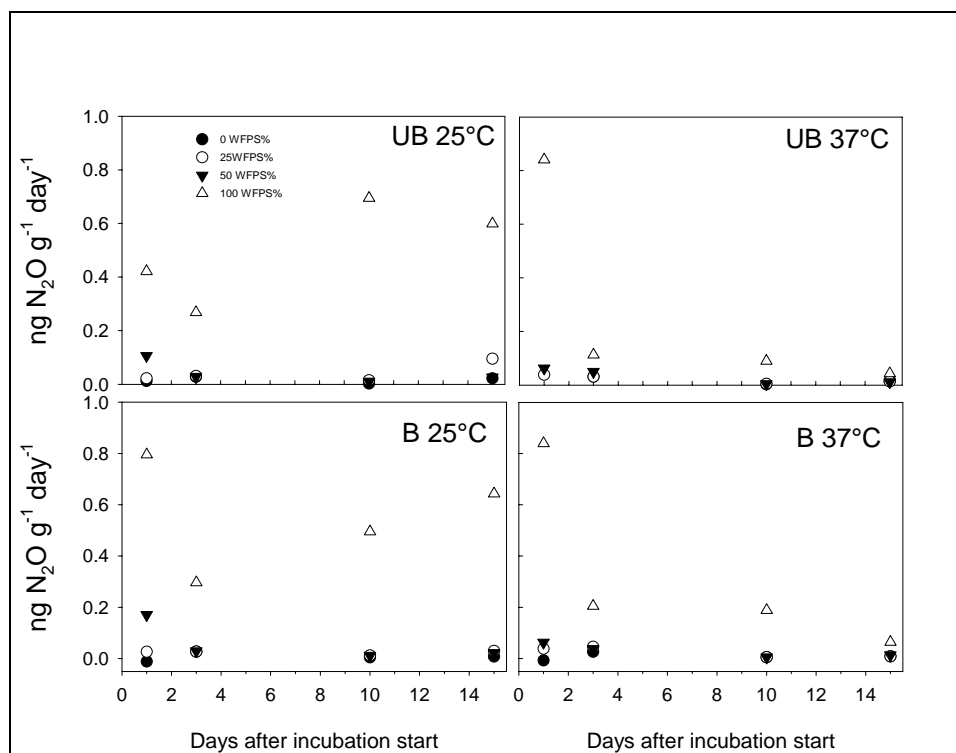 1.0
0.8
0.6
0.4
0.2
0.0
ng N₂O g⁻¹ day⁻¹
0 WFPS%
25WFPS%
50 WFPS%
100 WFPS%
UB 25°C
UB 37°C
1.0
0.8
0.6
0.4
0.2
0.0
ng N₂O g⁻¹ day⁻¹
B 25°C
B 37°C
0 2 4 6 8 10 12 14
0 2 4 6 8 10 12 14
Days after incubation start
Days after incubation start